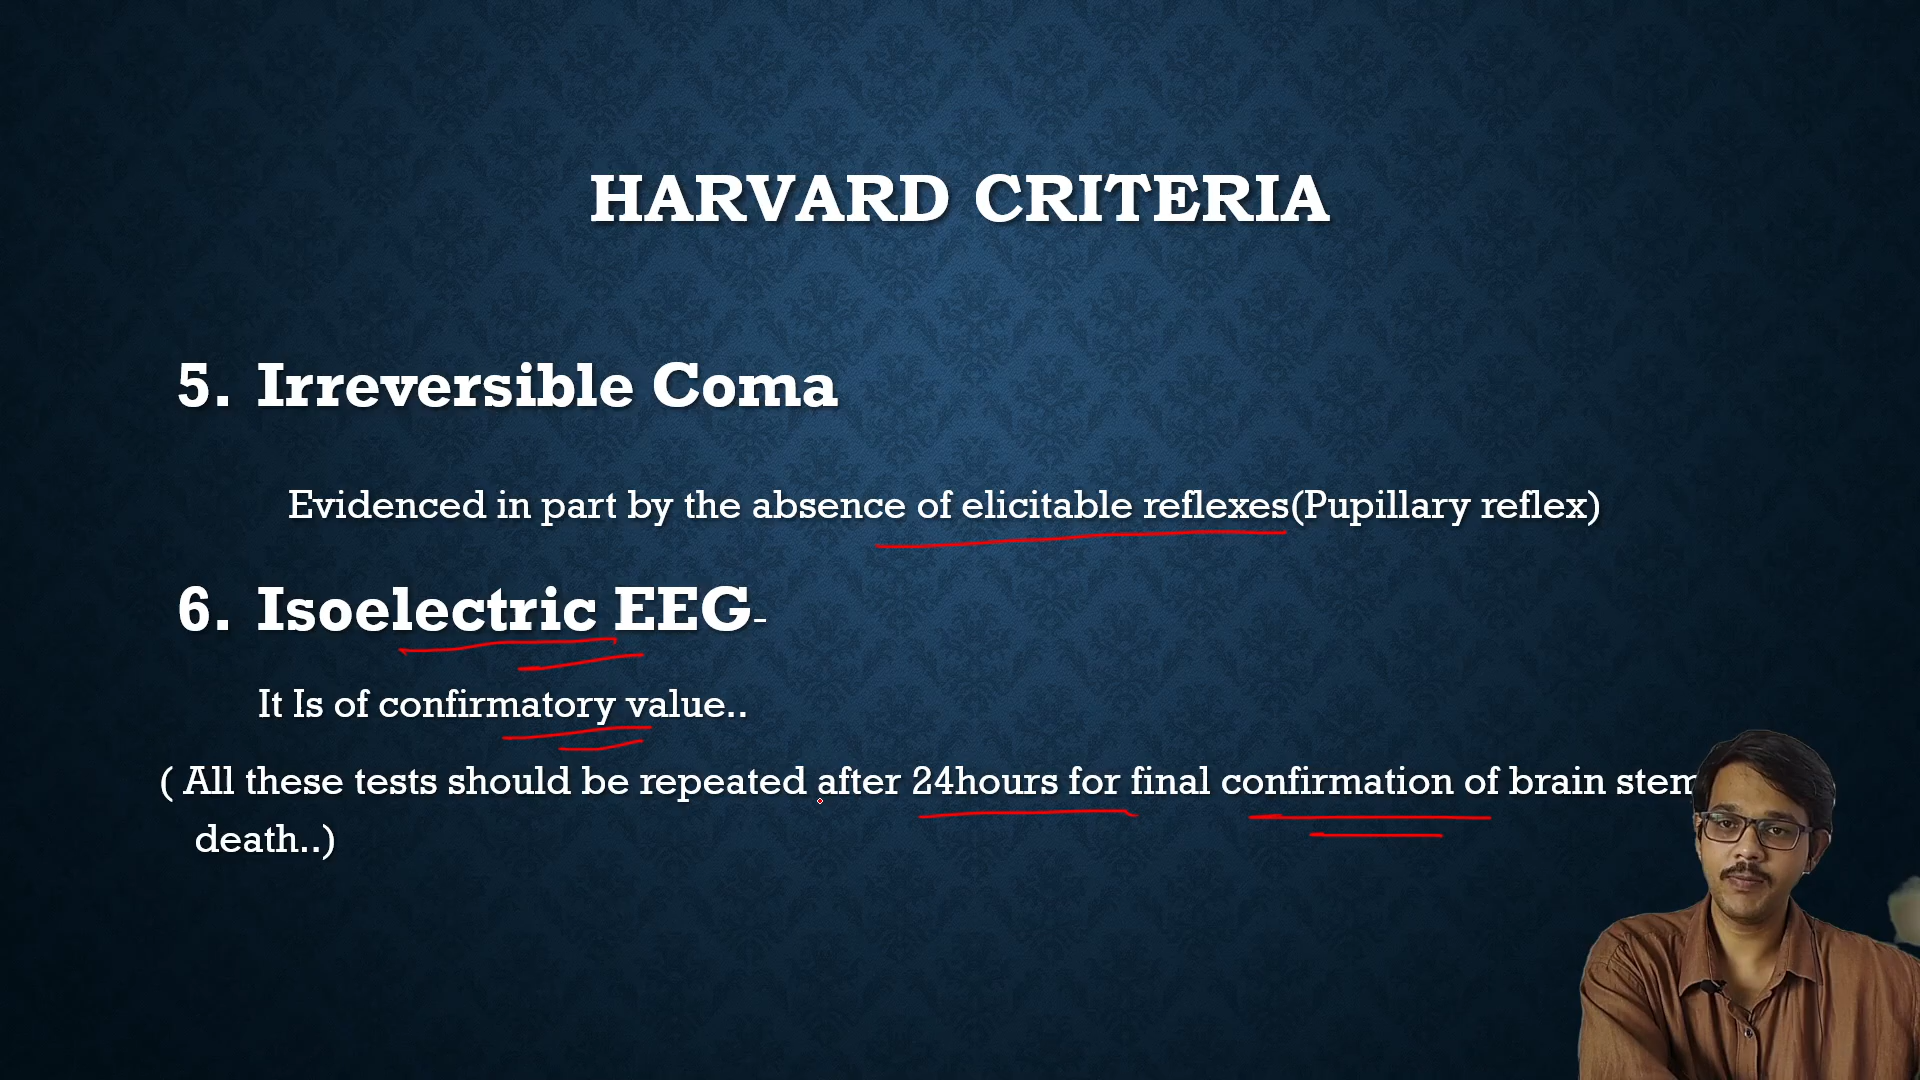 HARVARD CRITERIA
5. Irreversible Coma
Evidenced in part by the absence of elicitable reflexes(Pupillary reflex)
6. Isoelectric EEG-
It Is of confirmatory value..
( All these tests should be repeated after 24hours for final confirmation of brain stem
death..)